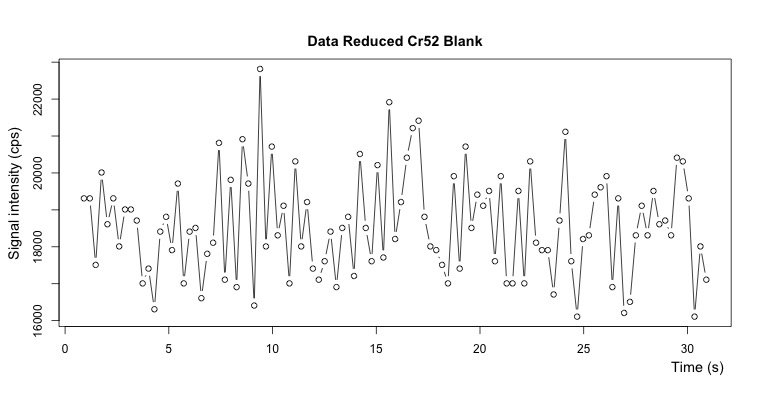 Data Reduced Cr52 Blank
Signal intensity (cps)
22000
20000
18000
16000
0 5 10 15 20 25 30
Time (s)